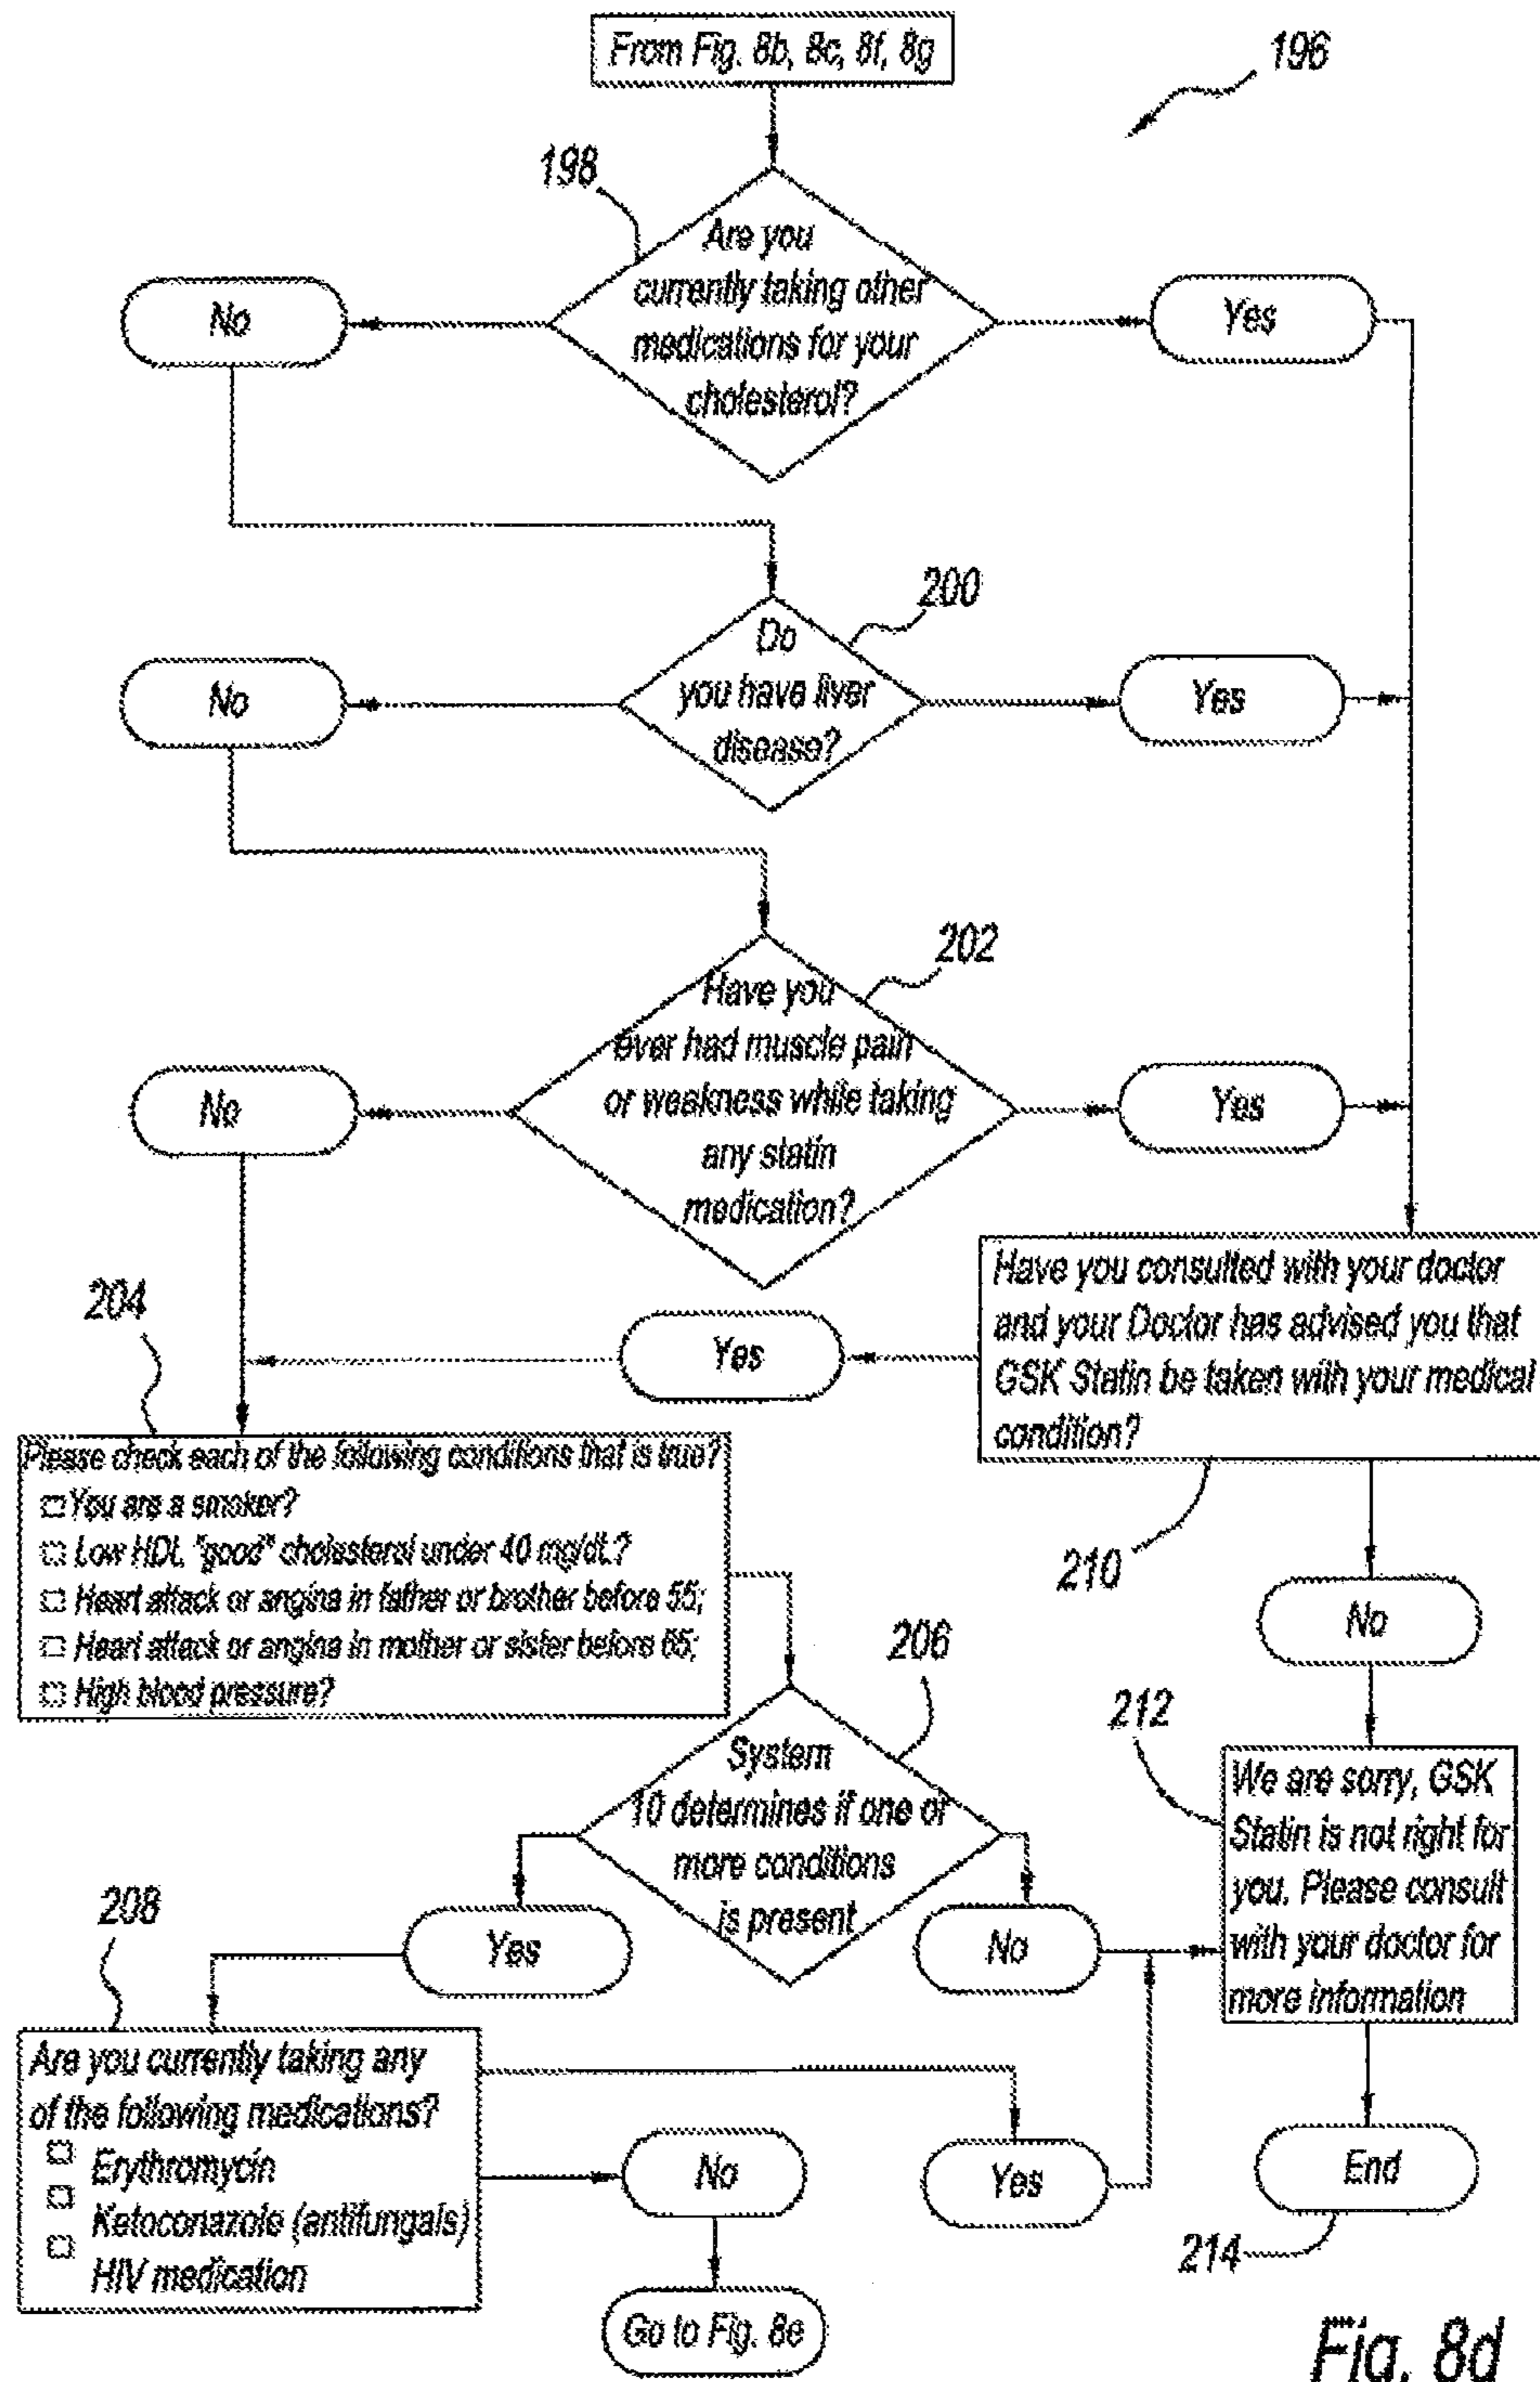 From Fig. 8b, 8c, 8f, 8g
196
198
Are you
currently taking other
medications for your
cholesterol?
No
Yes
200
Do
you have liver
disease?
No
Yes
202
Have you
ever had muscle pain
or weakness while taking
any statin
medication?
No
Yes
Have you consulted with your doctor
and your Doctor has advised you that
GSK Statin be taken with your medical
condition?
Yes
204
Please check each of the following conditions that is true?
You are a smoker?
Low HDL "good" cholesterol under 40 mg/dL?
Heart attack or angina in father or brother before 55;
Heart attack or angina in mother or sister before 65;
High blood pressure?
210
No
206
System
10 determines if one or
more conditions
is present
212
We are sorry, GSK
Statin is not right for
you. Please consult
with your doctor for
more information
Yes
No
208
Are you currently taking any
of the following medications?
Erythromycin
Ketoconazole (antifungals)
HIV medication
No
Yes
End
214
Go to Fig. 8e
Fig. 8d